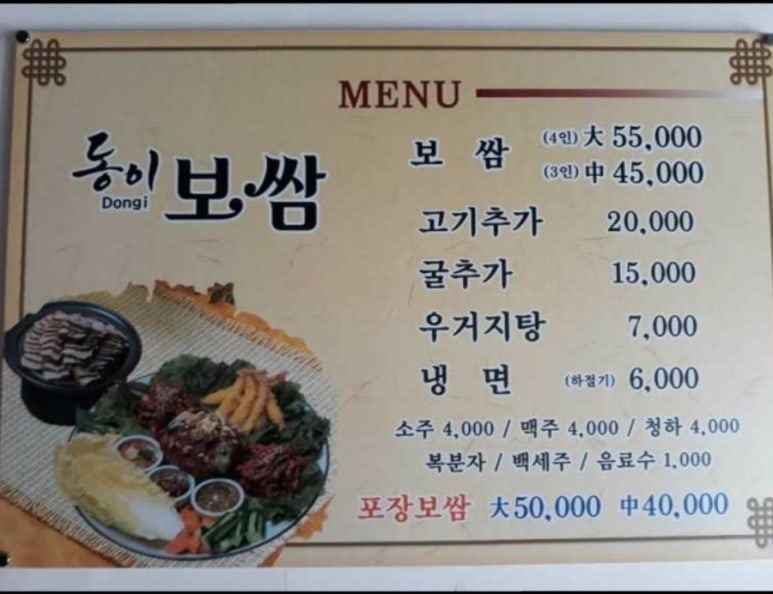 MENU
동이
Dongi
보쌈
보 쌈 (4인) 大 55,000
(3인) 中 45,000
고기추가 20,000
굴추가 15,000
우거지탕 7,000
냉 면 (하절기) 6,000
소주 4,000 / 맥주 4,000 / 청하 4,000
복분자 / 백세주 / 음료수 1,000
포장보쌈 大50,000 中40,000